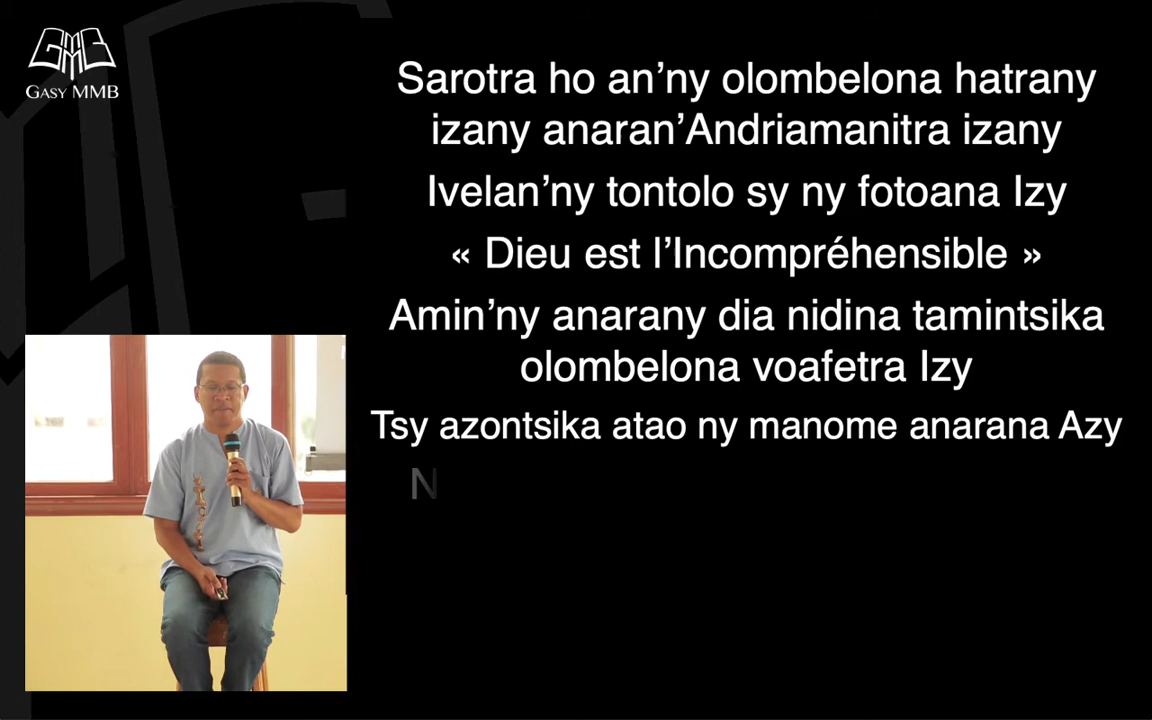 GMMB
GASY MMB
Sarotra ho an’ny olombelona hatrany
izany anaran’Andriamanitra izany
Ivelan’ny tontolo sy ny fotoana Izy
« Dieu est l’Incompréhensible »
Amin’ny anarany dia nidina tamintsika
olombelona voafetra Izy
Tsy azontsika atao ny manome anarana Azy
N